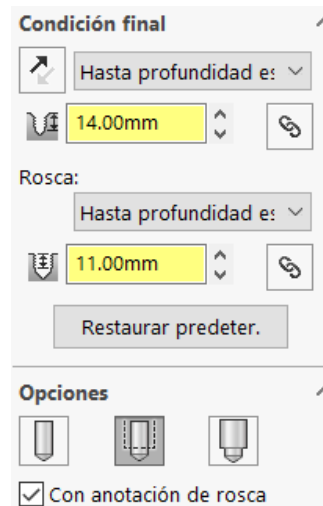 Condición final
Hasta profundidad es
14.00mm
Rosca:
Hasta profundidad es
11.00mm
Restaurar predeter.
Opciones
Con anotación de rosca